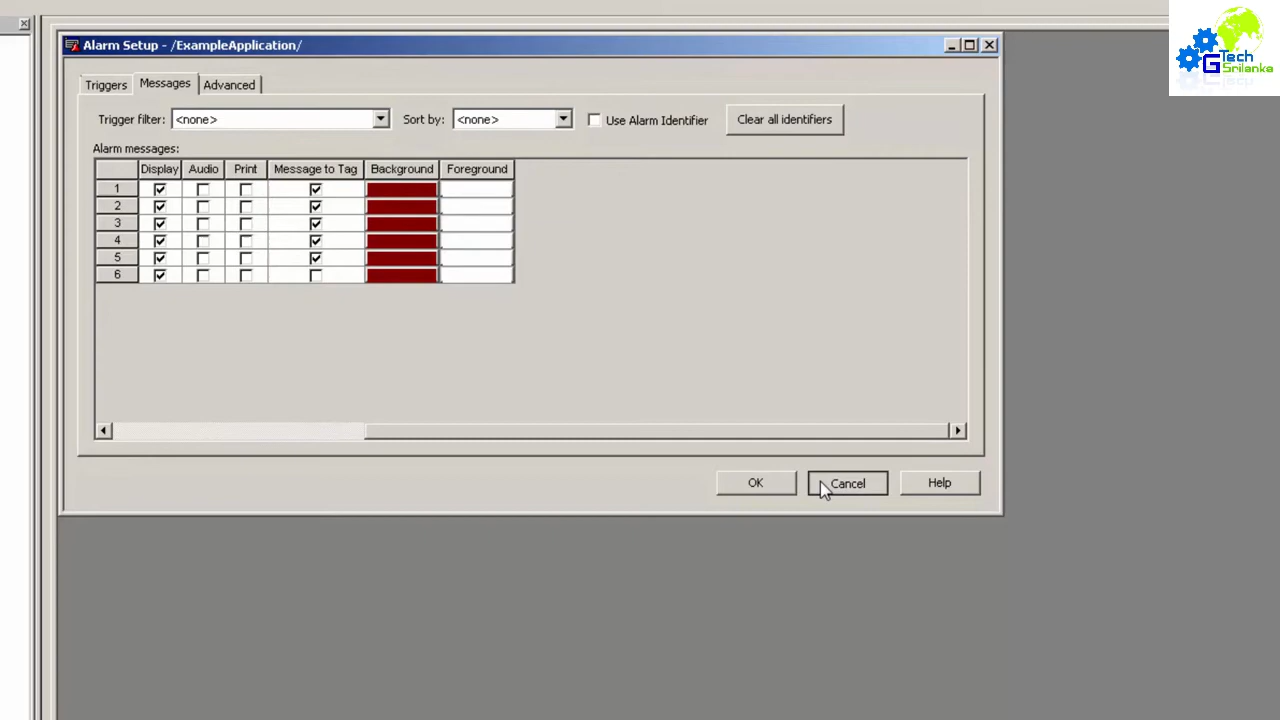 Alarm Setup - /ExampleApplication/
Tech
G Srilanka
Triggers Messages Advanced
Trigger filter: <none> Sort by: <none> Use Alarm Identifier Clear all identifiers
Alarm messages:
Display Audio Print Message to Tag Background Foreground
1
2
3
4
5
6
OK Cancel Help